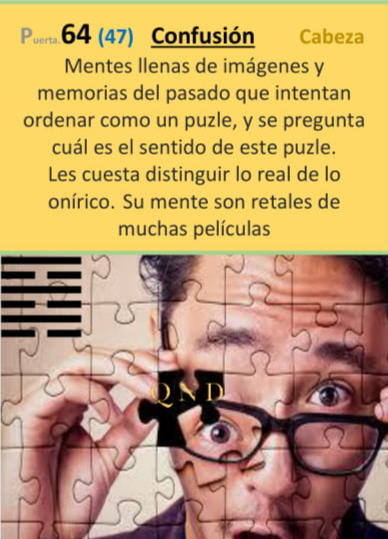 Puerta.64 (47) Confusión Cabeza
Mentes llenas de imágenes y
memorias del pasado que intentan
ordenar como un puzle, y se pregunta
cuál es el sentido de este puzle.
Les cuesta distinguir lo real de lo
onírico. Su mente son retales de
muchas películas
QND